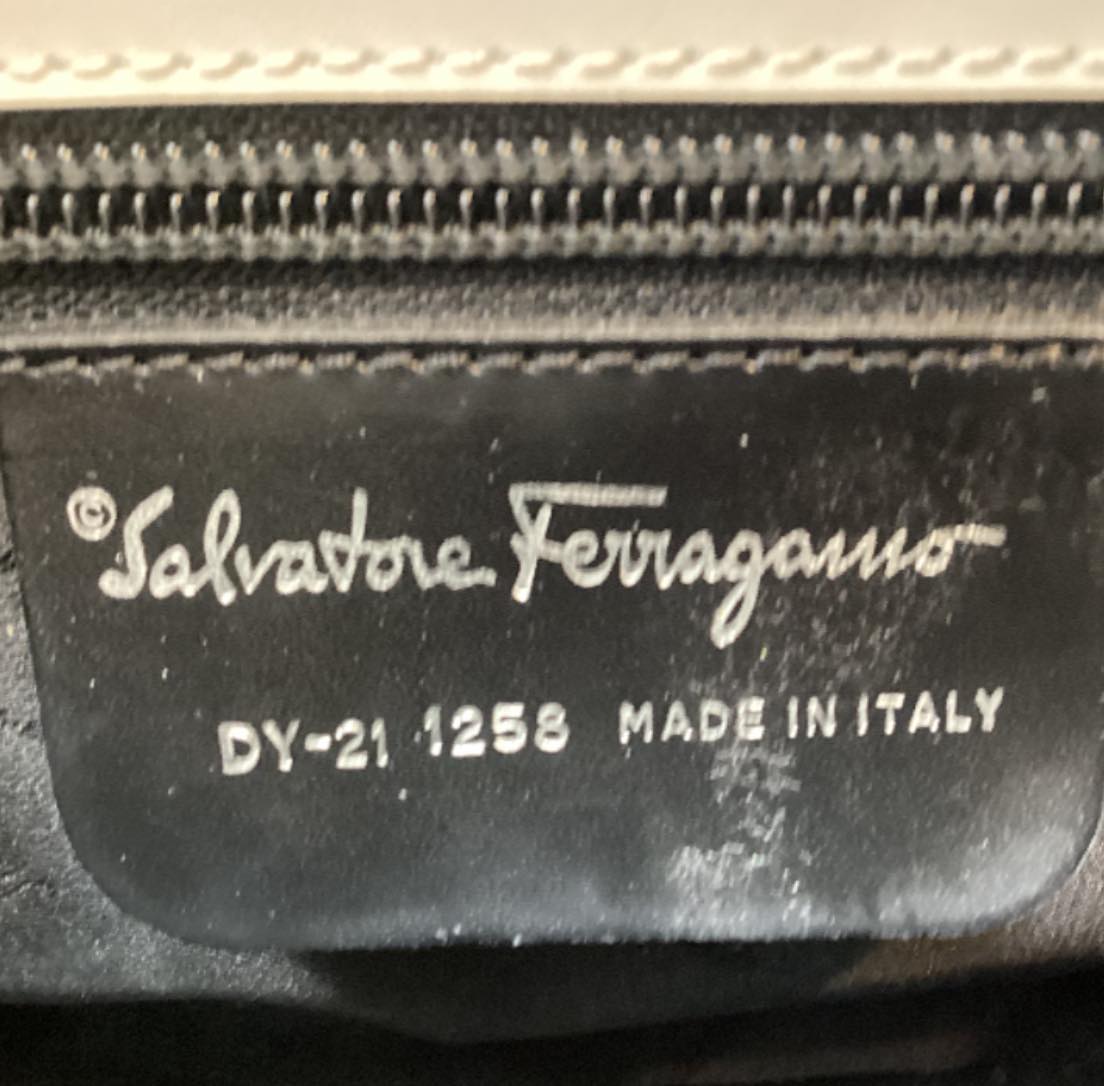 ©Salvatore Ferragamo
DY-21 1258 MADE IN ITALY